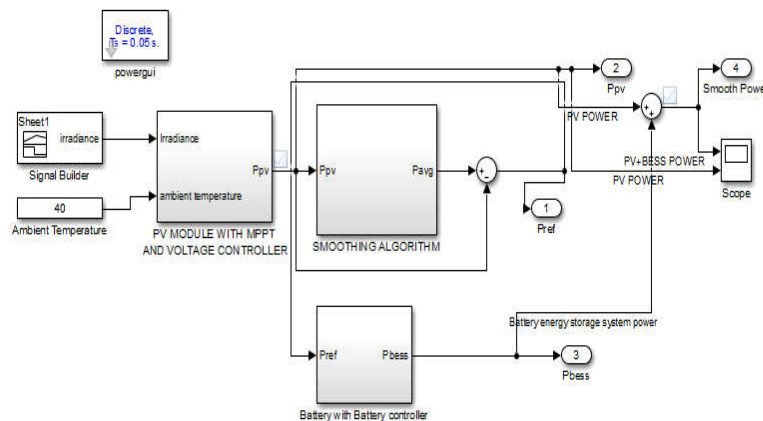 Discrete,
Ts = 0.05 s.
powergui
Sheet1
irradiance
Signal Builder
40
Ambient Temperature
Irradiance
Ppv
ambient temperature
PV MODULE WITH MPPT
AND VOLTAGE CONTROLLER
Ppv
Pavg
SMOOTHING ALGORITHM
+
-
2
Ppv
PV POWER
+
+
4
Smooth Power
PV+BESS POWER
PV POWER
Scope
1
Pref
Pref
Pbess
Battery with Battery controller
Battery energy storage system power
3
Pbess